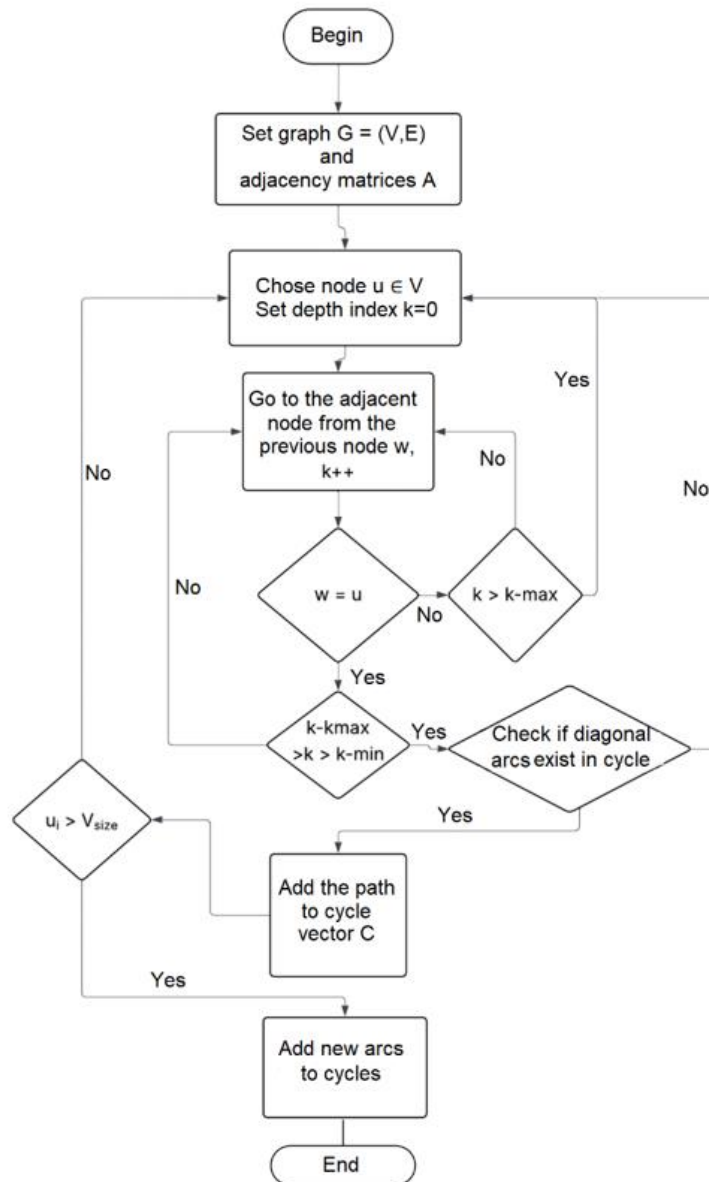 Begin
Set graph G = (V,E)
and
adjacency matrices A
Chose node u ∈ V
Set depth index k=0
Yes
Go to the adjacent
node from the
previous node w,
k++
No
No
No
No
w = u
No
k > k-max
Yes
k-kmax
>k > k-min
Yes
Check if diagonal
arcs exist in cycle
Yes
uᵢ > Vsize
Add the path
to cycle
vector C
Yes
Add new arcs
to cycles
End